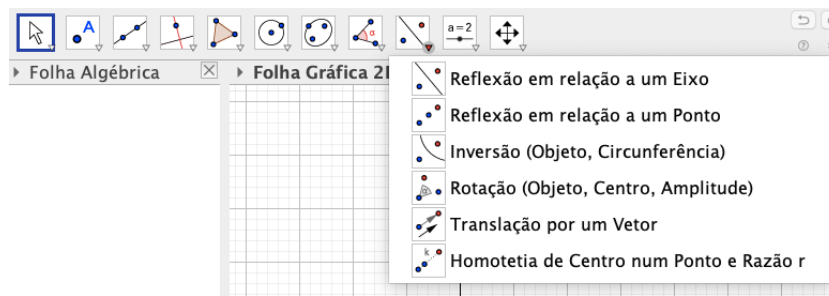 A
α
a=2
Folha Algébrica
Folha Gráfica 2
Reflexão em relação a um Eixo
Reflexão em relação a um Ponto
Inversão (Objeto, Circunferência)
Rotação (Objeto, Centro, Amplitude)
α
Translação por um Vetor
k
Homotetia de Centro num Ponto e Razão r